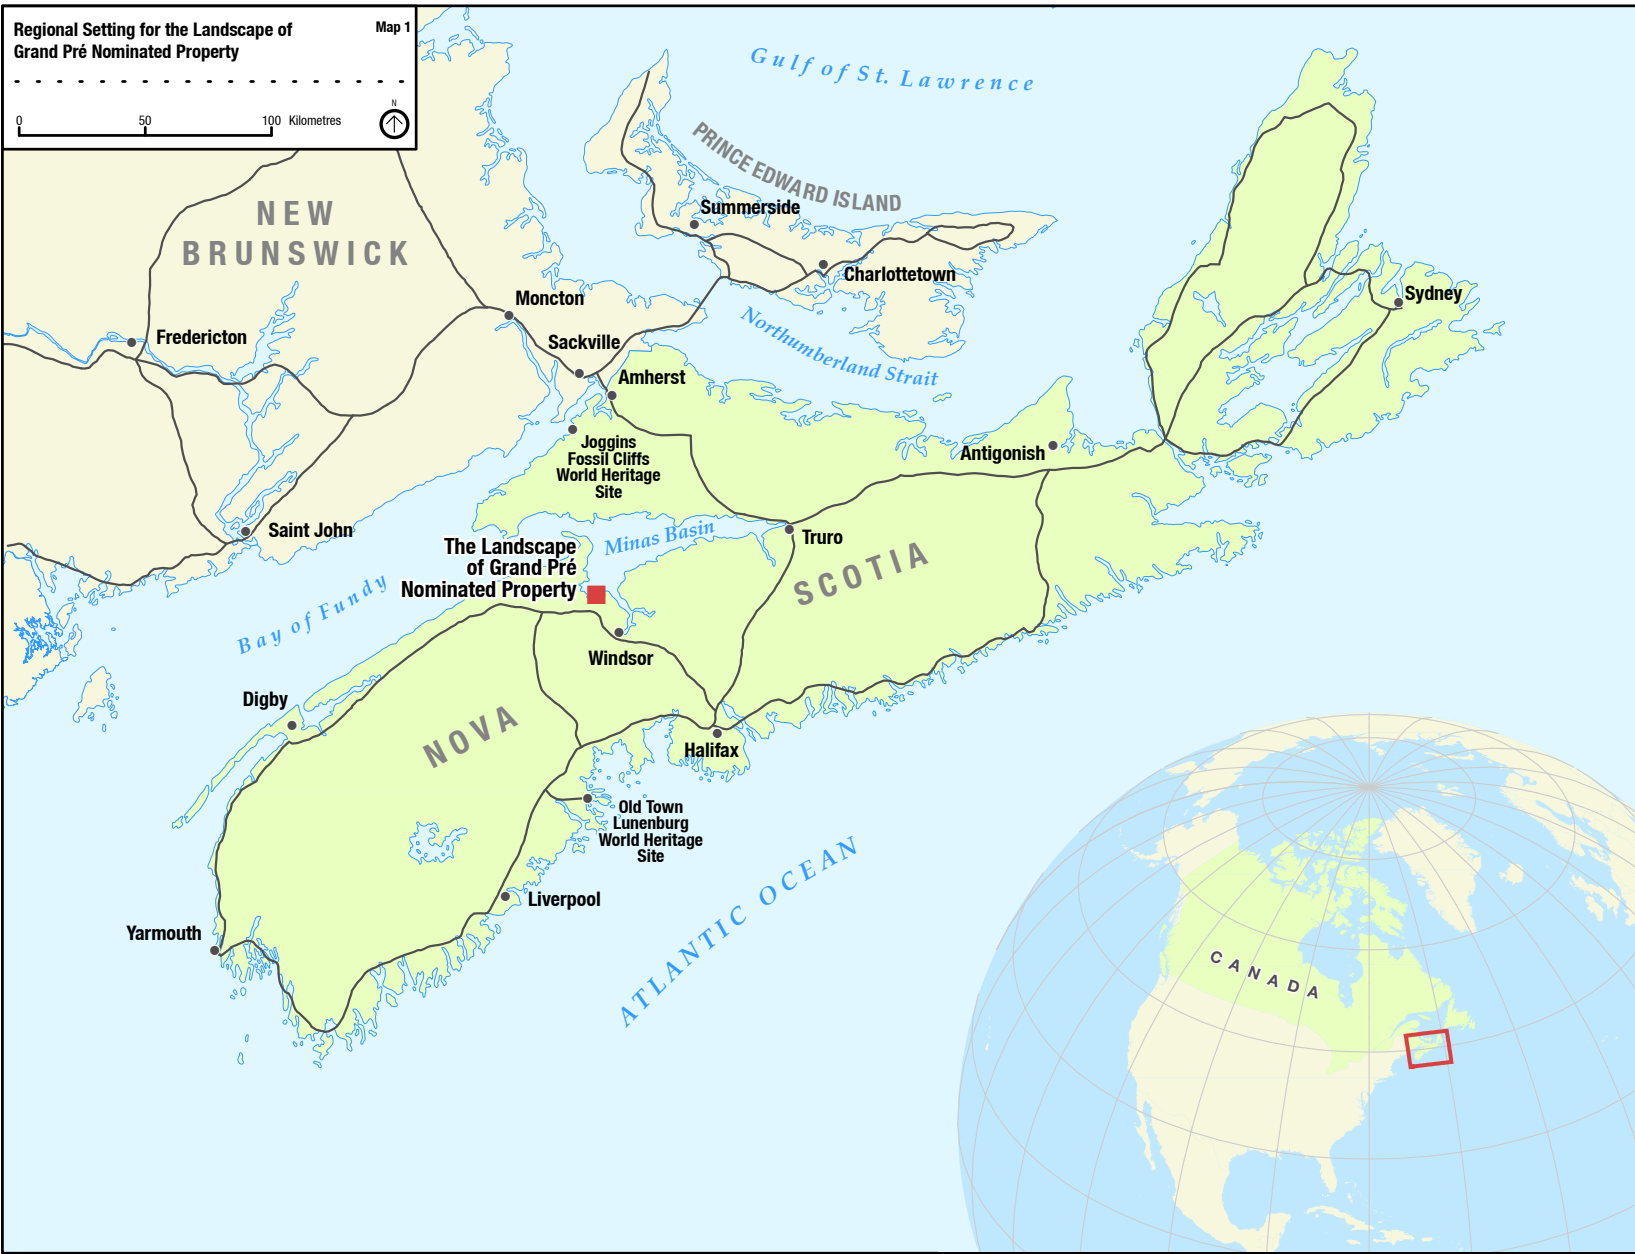 Regional Setting for the Landscape of
Grand Pré Nominated Property
Map 1
0 50 100 Kilometres
N
Gulf of St. Lawrence
PRINCE EDWARD ISLAND
NEW
BRUNSWICK
Summerside
Charlottetown
Moncton
Sydney
Fredericton
Northumberland Strait
Sackville
Amherst
Joggins
Fossil Cliffs
World Heritage
Site
Antigonish
Saint John
Minas Basin
Truro
The Landscape
of Grand Pré
Nominated Property
SCOTIA
Bay of Fundy
Windsor
Digby
NOVA
Halifax
Old Town
Lunenburg
World Heritage
Site
ATLANTIC OCEAN
Liverpool
Yarmouth
CANADA